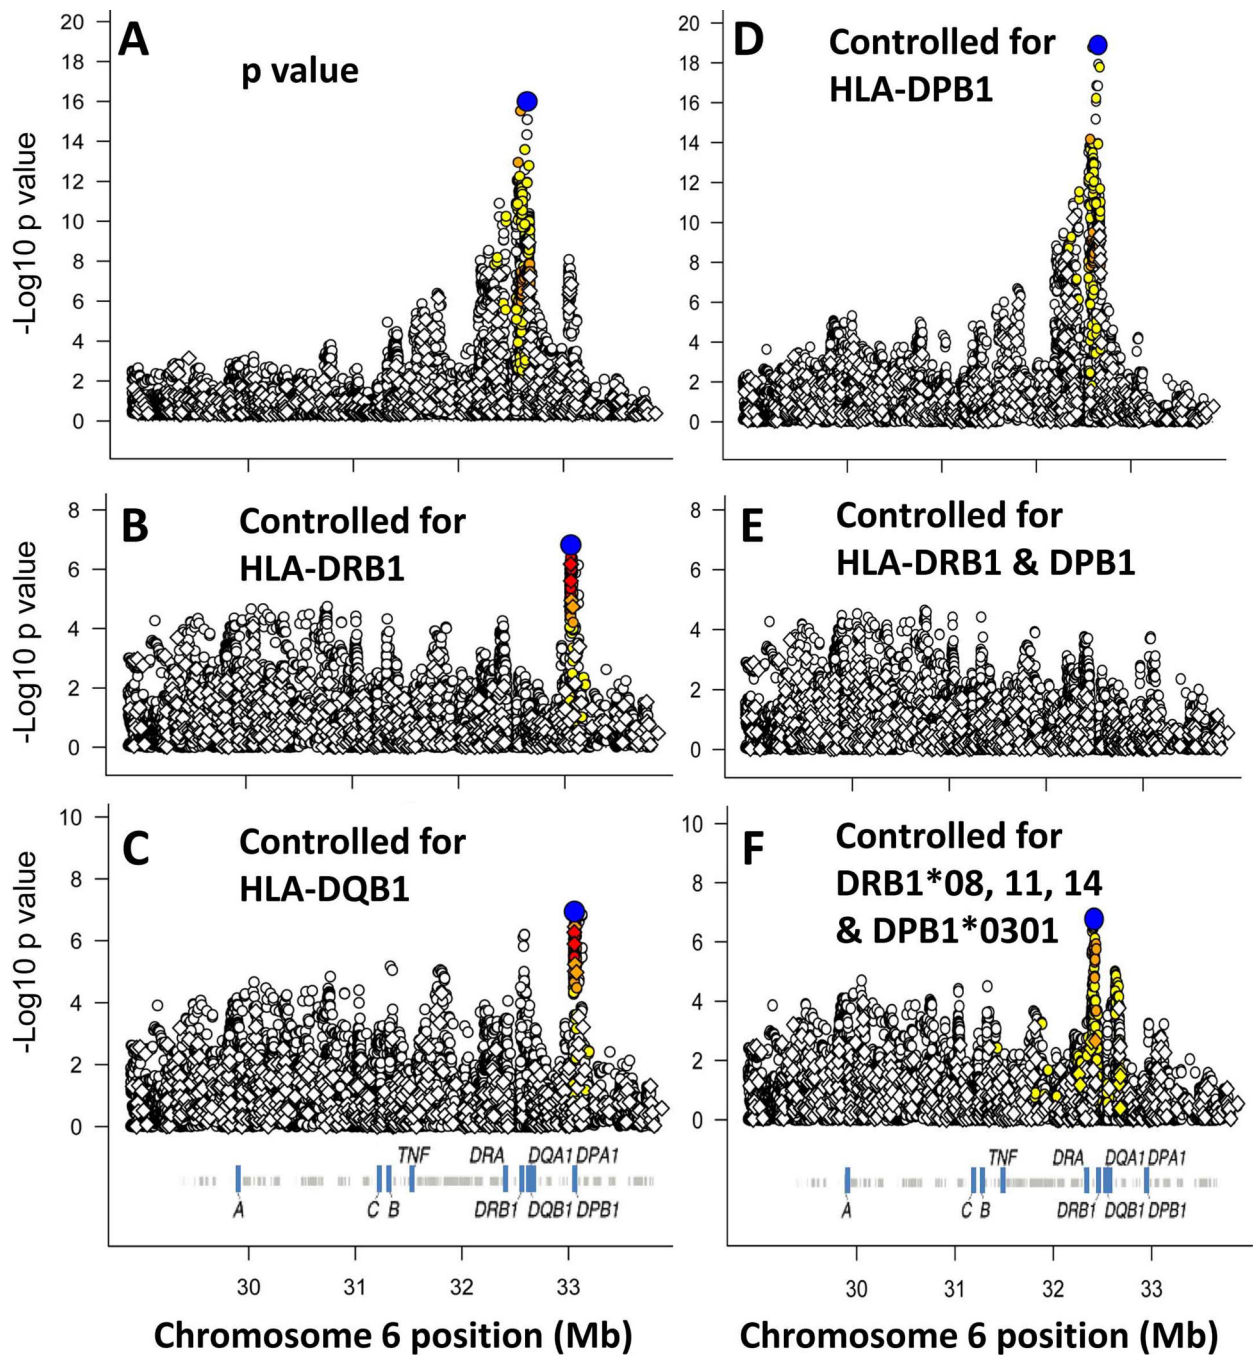 A
p value
-Log10 p value
20
18
16
14
12
10
8
6
4
2
0
D
Controlled for
HLA-DPB1
20
18
16
14
12
10
8
6
4
2
0
B
Controlled for
HLA-DRB1
-Log10 p value
8
6
4
2
0
E
Controlled for
HLA-DRB1 & DPB1
8
6
4
2
0
C
Controlled for
HLA-DQB1
-Log10 p value
10
8
6
4
2
0
TNF DRA DQA1 DPA1
A C B DRB1 DQB1 DPB1
30 31 32 33
Chromosome 6 position (Mb)
F
Controlled for
DRB1*08, 11, 14
& DPB1*0301
10
8
6
4
2
0
TNF DRA DQA1 DPA1
A C B DRB1 DQB1 DPB1
30 31 32 33
Chromosome 6 position (Mb)